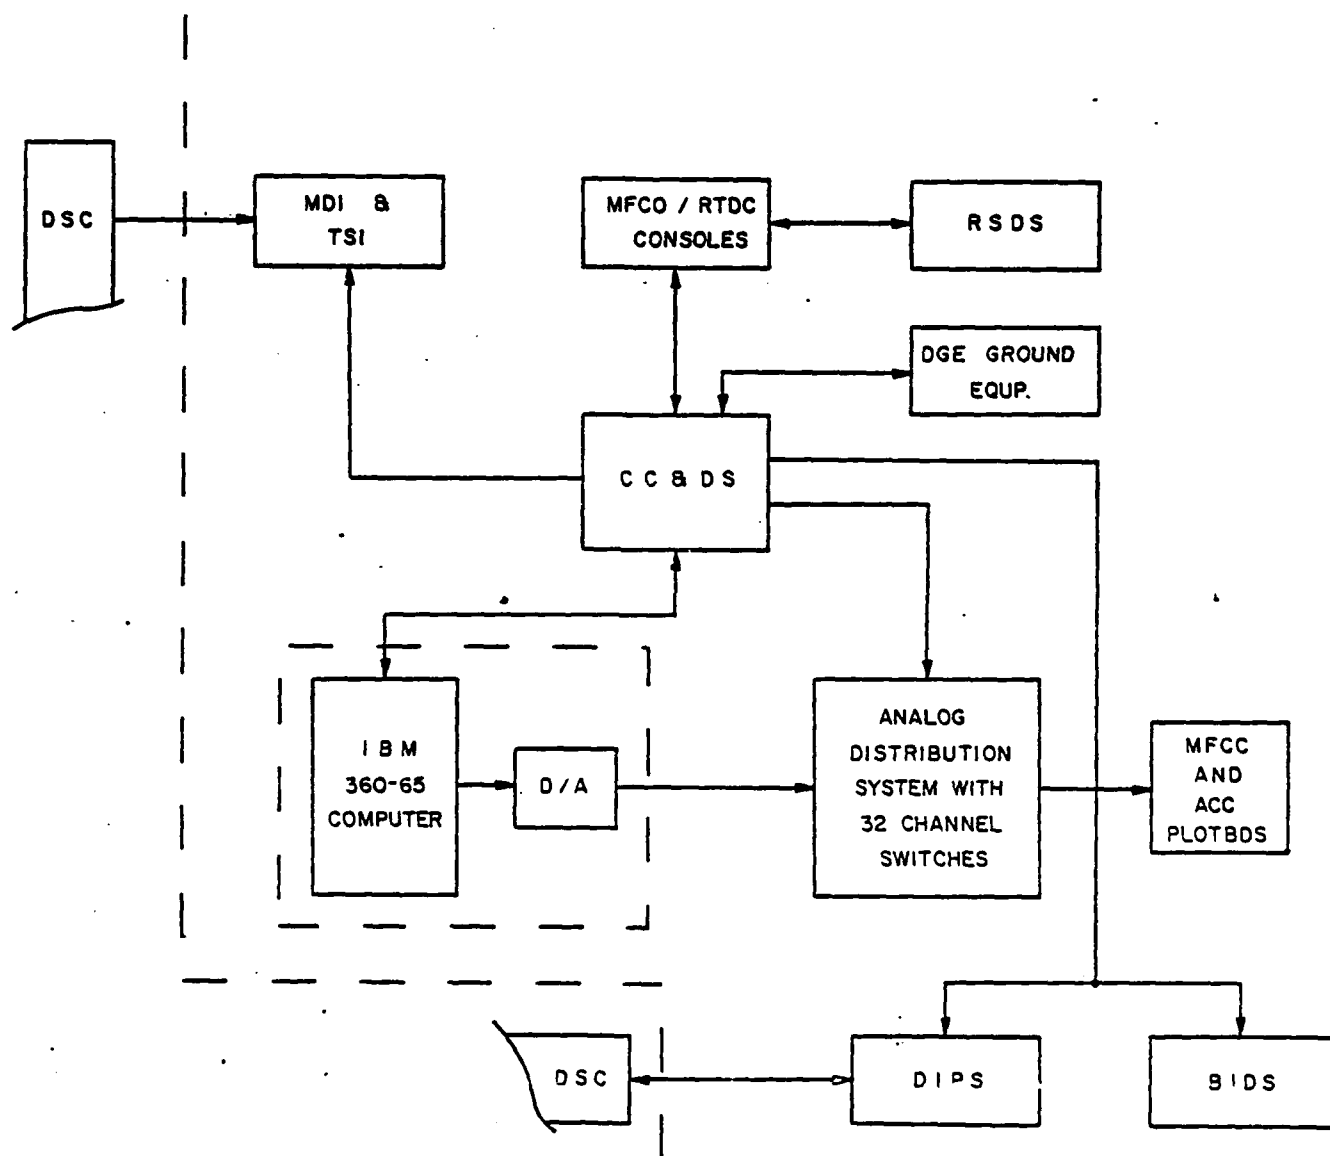 DSC
MDI &
TSI
MFCO / RTDC
CONSOLES
RSDS
DGE GROUND
EQUP.
CC & DS
IBM
360-65
COMPUTER
D/A
ANALOG
DISTRIBUTION
SYSTEM WITH
32 CHANNEL
SWITCHES
MFCC
AND
ACC
PLOTBDS
DSC
DIPS
BIDS